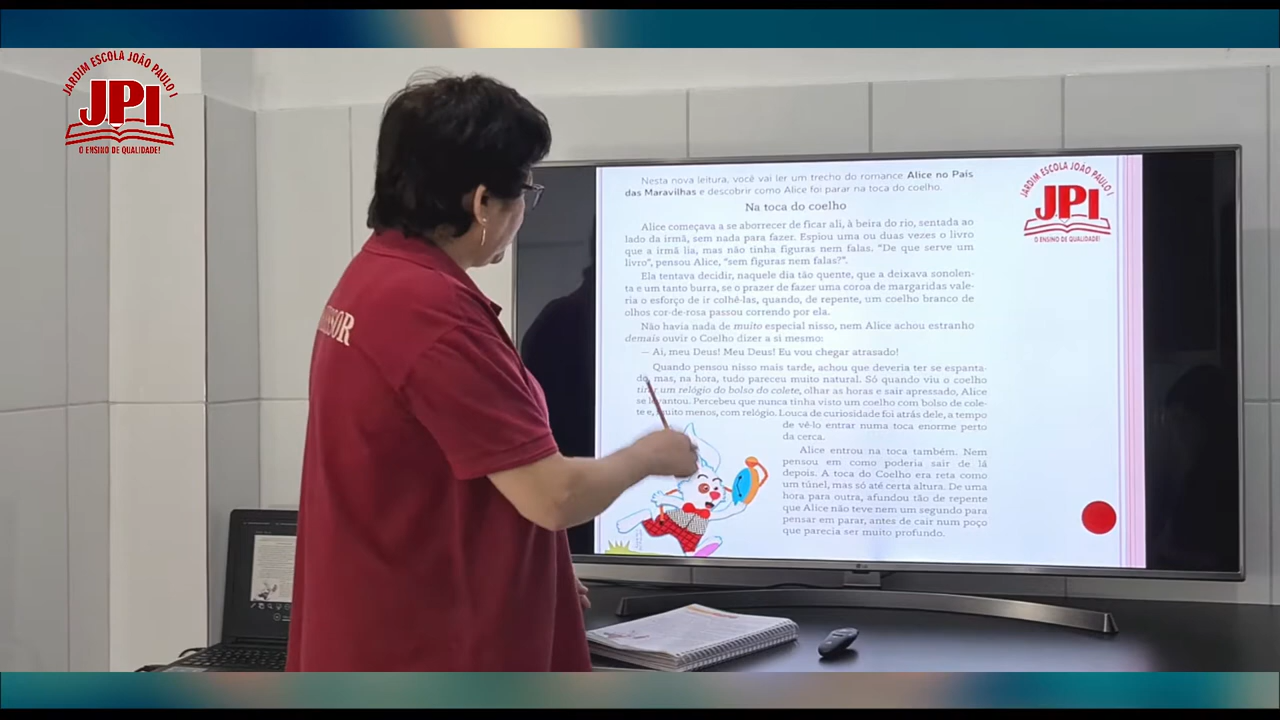 JARDIM ESCOLA JOÃO PAULO I
JPI
O ENSINO DE QUALIDADE!
Nesta nova leitura, você vai ler um trecho do romance Alice no País
das Maravilhas e descobrir como Alice foi parar na toca do coelho.
Na toca do coelho
Alice começava a se aborrecer de ficar ali, à beira do rio, sentada ao
lado da irmã, sem nada para fazer. Espiou uma ou duas vezes o livro
que a irmã lia, mas não tinha figuras nem falas. “De que serve um
livro”, pensou Alice, “sem figuras nem falas?”.
Ela tentava decidir, naquele dia tão quente, que a deixava sonolen-
ta e um tanto burra, se o prazer de fazer uma coroa de margaridas vale-
ria o esforço de ir colhê-las, quando, de repente, um coelho branco de
olhos cor-de-rosa passou correndo por ela.
Não havia nada de muito especial nisso, nem Alice achou estranho
demais ouvir o Coelho dizer a si mesmo:
— Ai, meu Deus! Meu Deus! Eu vou chegar atrasado!
Quando pensou nisso mais tarde, achou que deveria ter se espanta-
do, mas, na hora, tudo pareceu muito natural. Só quando viu o coelho
tirar um relógio do bolso do colete, olhar as horas e sair apressado, Alice
se levantou. Percebeu que nunca tinha visto um coelho com bolso de cole-
te e, muito menos, com relógio. Louca de curiosidade foi atrás dele, a tempo
de vê-lo entrar numa toca enorme perto
da cerca.
Alice entrou na toca também. Nem
pensou em como poderia sair de lá
depois. A toca do Coelho era reta como
um túnel, mas só até certa altura. De uma
hora para outra, afundou tão de repente
que Alice não teve nem um segundo para
pensar em parar, antes de cair num poço
que parecia ser muito profundo.
JARDIM ESCOLA JOÃO PAULO I
JPI
O ENSINO DE QUALIDADE!
SSOR
LG